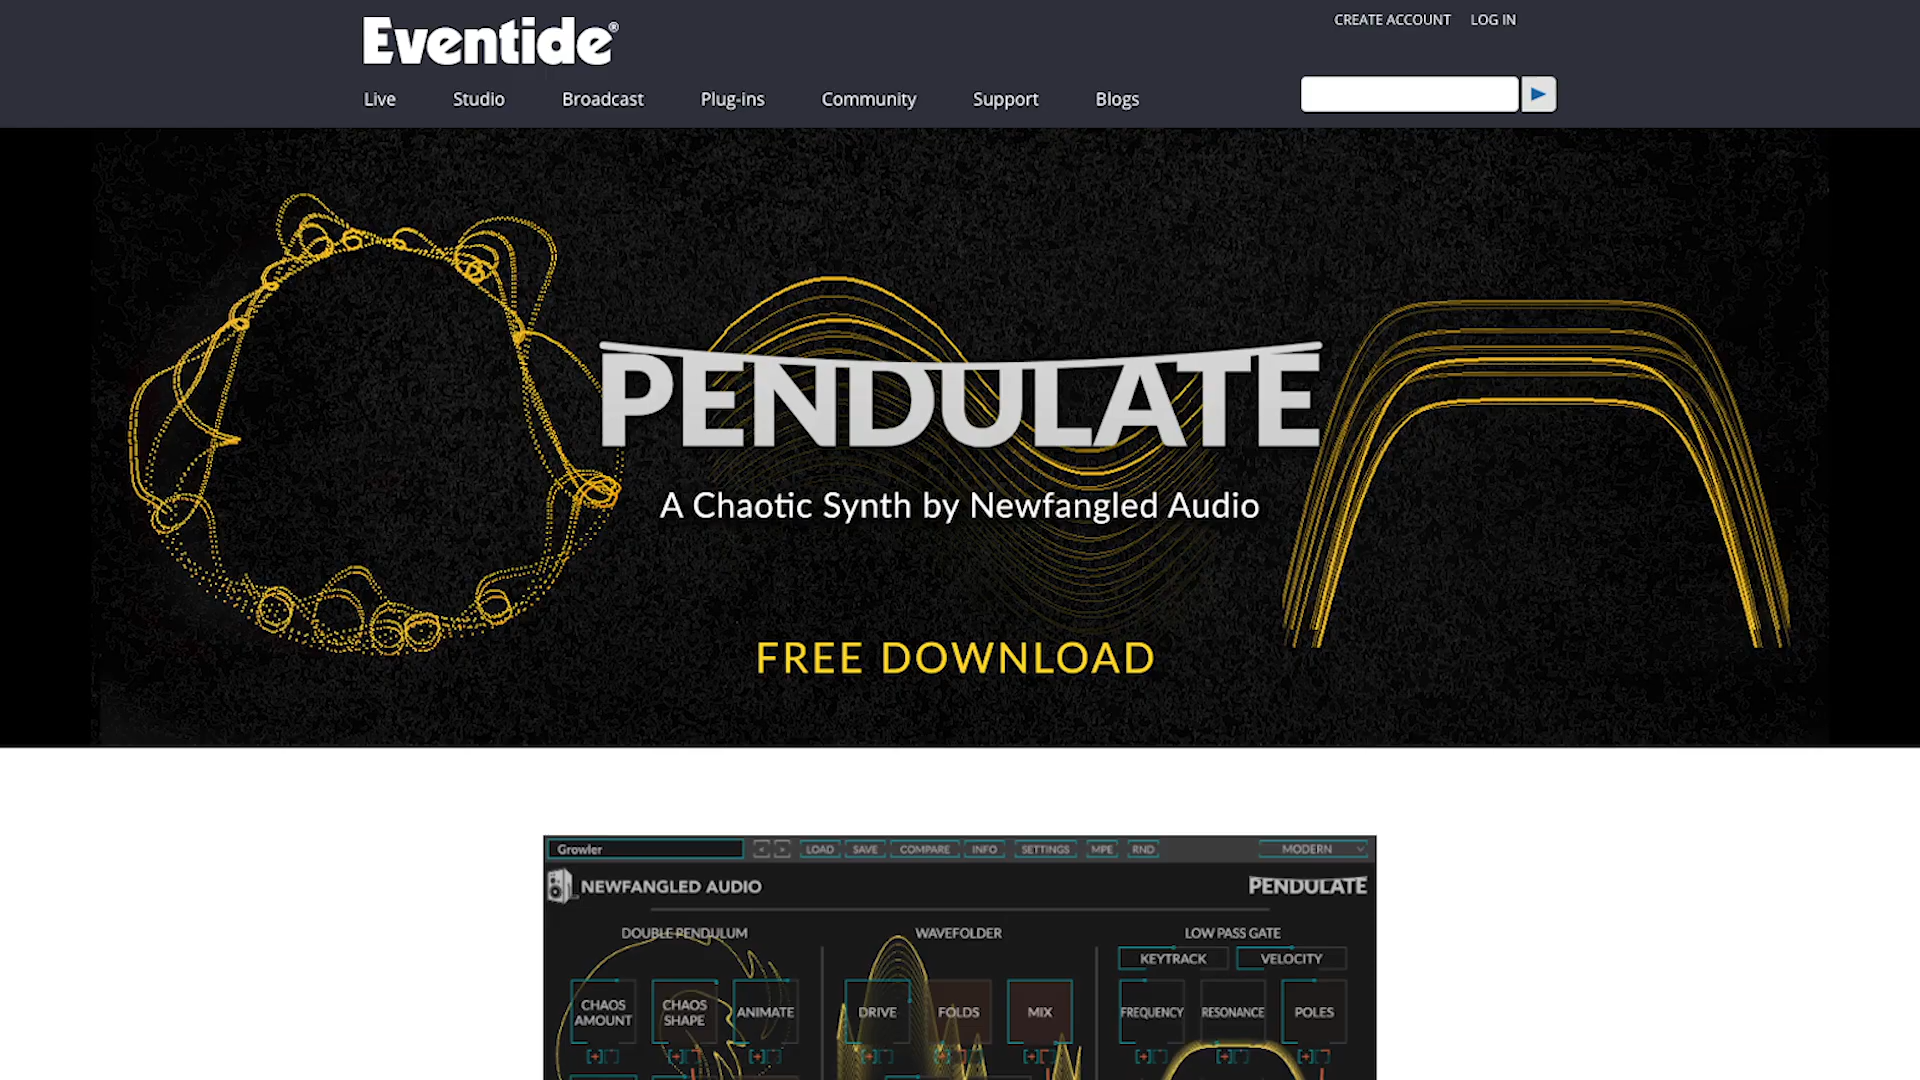 Eventide®
CREATE ACCOUNT LOG IN
Live Studio Broadcast Plug-ins Community Support Blogs
PENDULATE
A Chaotic Synth by Newfangled Audio
FREE DOWNLOAD
Growler < > LOAD SAVE COMPARE INFO SETTINGS MPE RND MODERN
NEWFANGLED AUDIO PENDULATE
DOUBLE PENDULUM WAVEFOLDER LOW PASS GATE
KEYTRACK VELOCITY
CHAOS AMOUNT CHAOS SHAPE ANIMATE DRIVE FOLDS MIX FREQUENCY RESONANCE POLES